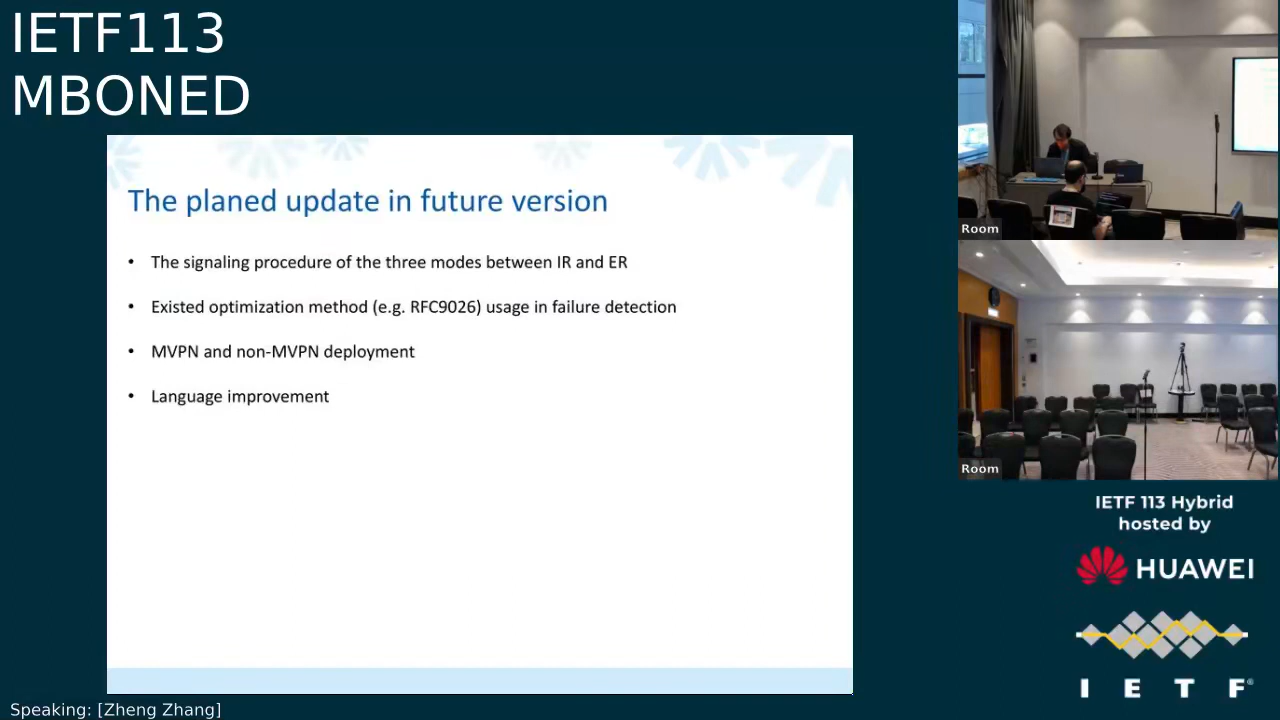 IETF113
MBONED
The planed update in future version
• The signaling procedure of the three modes between IR and ER
• Existed optimization method (e.g. RFC9026) usage in failure detection
• MVPN and non-MVPN deployment
• Language improvement
Room
Room
IETF 113 Hybrid
hosted by
HUAWEI
I E T F®
Speaking: [Zheng Zhang]